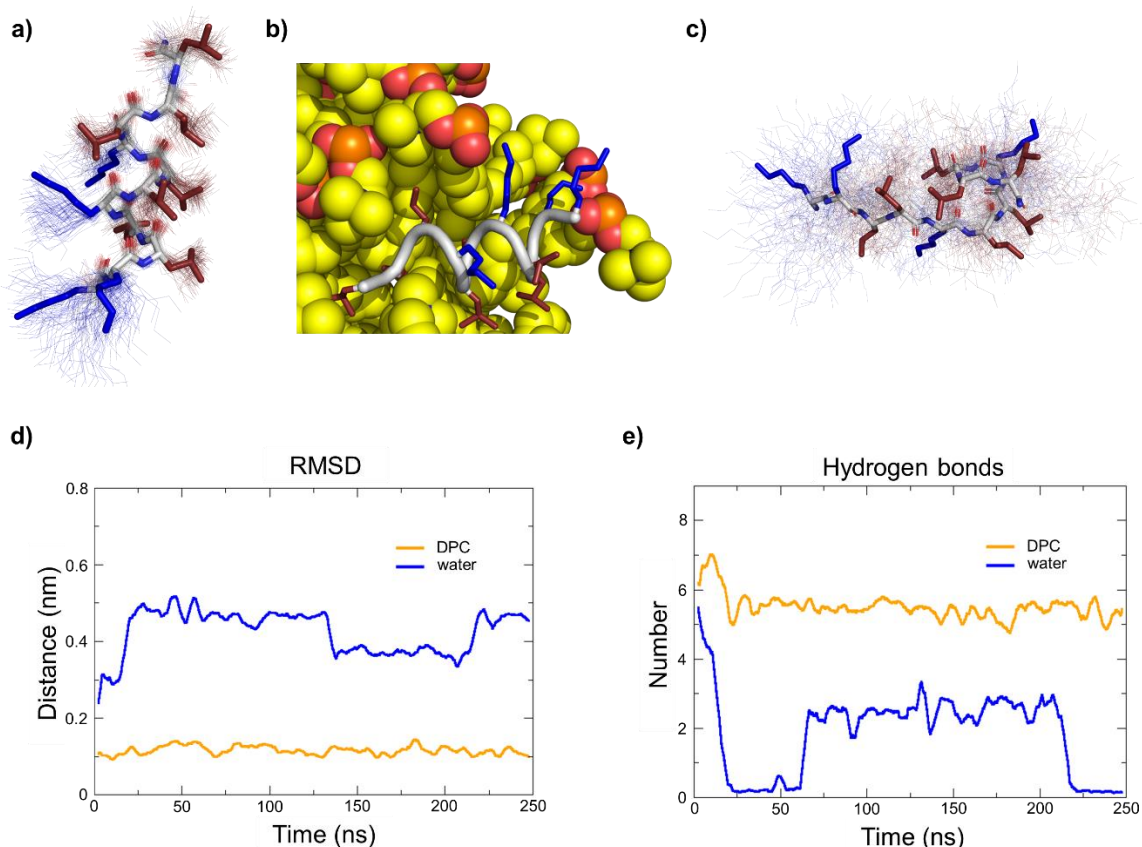 a)
b)
c)
d)
RMSD
0.8
0.6
0.4
0.2
0
Distance (nm)
DPC
water
0
50
100
150
200
250
Time (ns)
e)
Hydrogen bonds
8
6
4
2
0
Number
DPC
water
0
50
100
150
200
250
Time (ns)